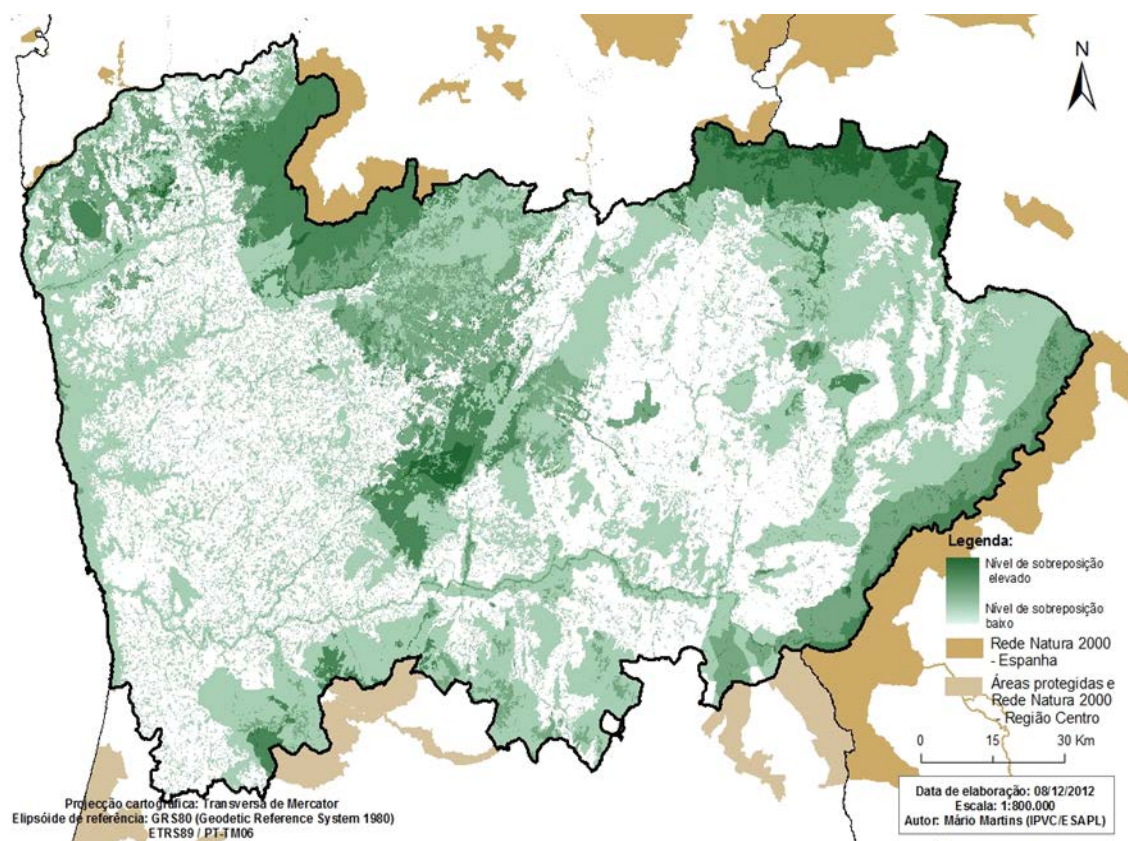 N
Legenda:
Nível de sobreposição
elevado
Nível de sobreposição
baixo
Rede Natura 2000
- Espanha
Áreas protegidas e
Rede Natura 2000
- Região Centro
0 15 30 Km
Projecção cartográfica: Transversa de Mercator
Elipsóide de referência: GRS80 (Geodetic Reference System 1980)
ETRS89 / PT-TM06
Data de elaboração: 08/12/2012
Escala: 1:800.000
Autor: Mário Martins (IPVC/ESAPL)